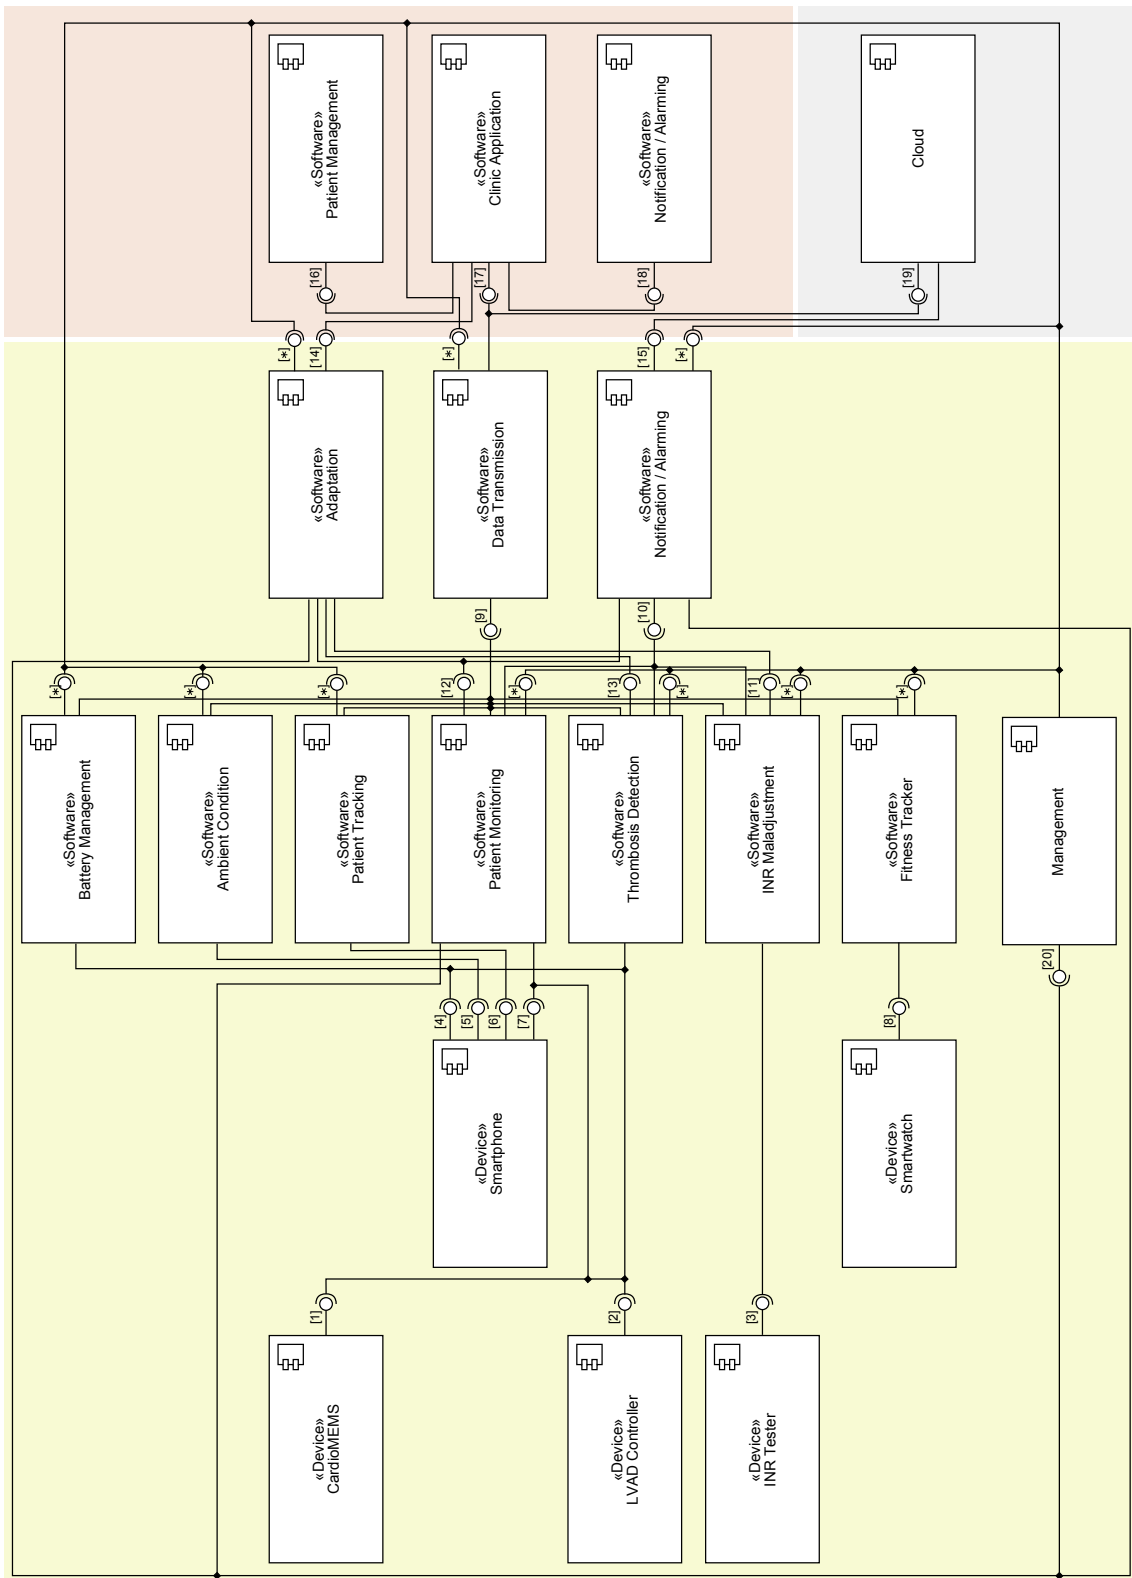 «Software»
Patient Management
«Software»
Clinic Application
«Software»
Notification / Alarming
Cloud
[16]
[17]
[18]
[19]
[*]
[14]
[*]
[15]
[*]
«Software»
Adaptation
«Software»
Data Transmission
«Software»
Notification / Alarming
[9]
[10]
[*]
[*]
[*]
[12]
[*]
[13]
[*]
[11]
[*]
[*]
«Software»
Battery Management
«Software»
Ambient Condition
«Software»
Patient Tracking
«Software»
Patient Monitoring
«Software»
Thrombosis Detection
«Software»
INR Maladjustment
«Software»
Fitness Tracker
Management
[20]
[4]
[5]
[6]
[7]
[8]
«Device»
Smartphone
«Device»
Smartwatch
[1]
[2]
[3]
«Device»
CardioMEMS
«Device»
LVAD Controller
«Device»
INR Tester